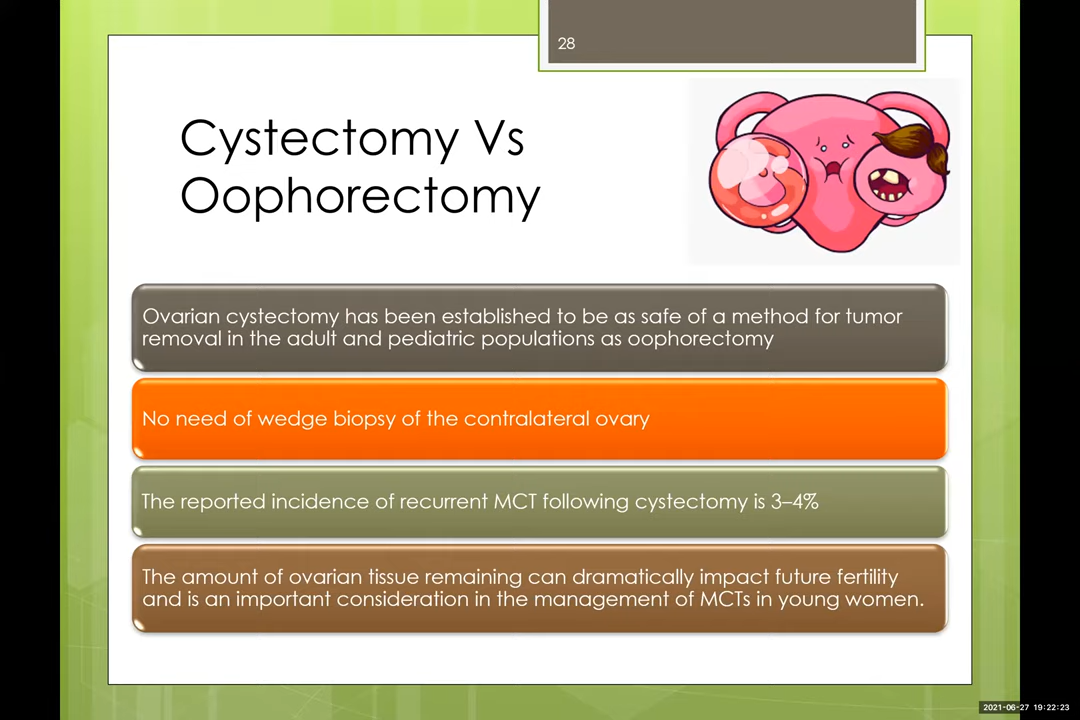 28
Cystectomy Vs
Oophorectomy
Ovarian cystectomy has been established to be as safe of a method for tumor
removal in the adult and pediatric populations as oophorectomy
No need of wedge biopsy of the contralateral ovary
The reported incidence of recurrent MCT following cystectomy is 3–4%
The amount of ovarian tissue remaining can dramatically impact future fertility
and is an important consideration in the management of MCTs in young women.
2021-06-27 19:22:23